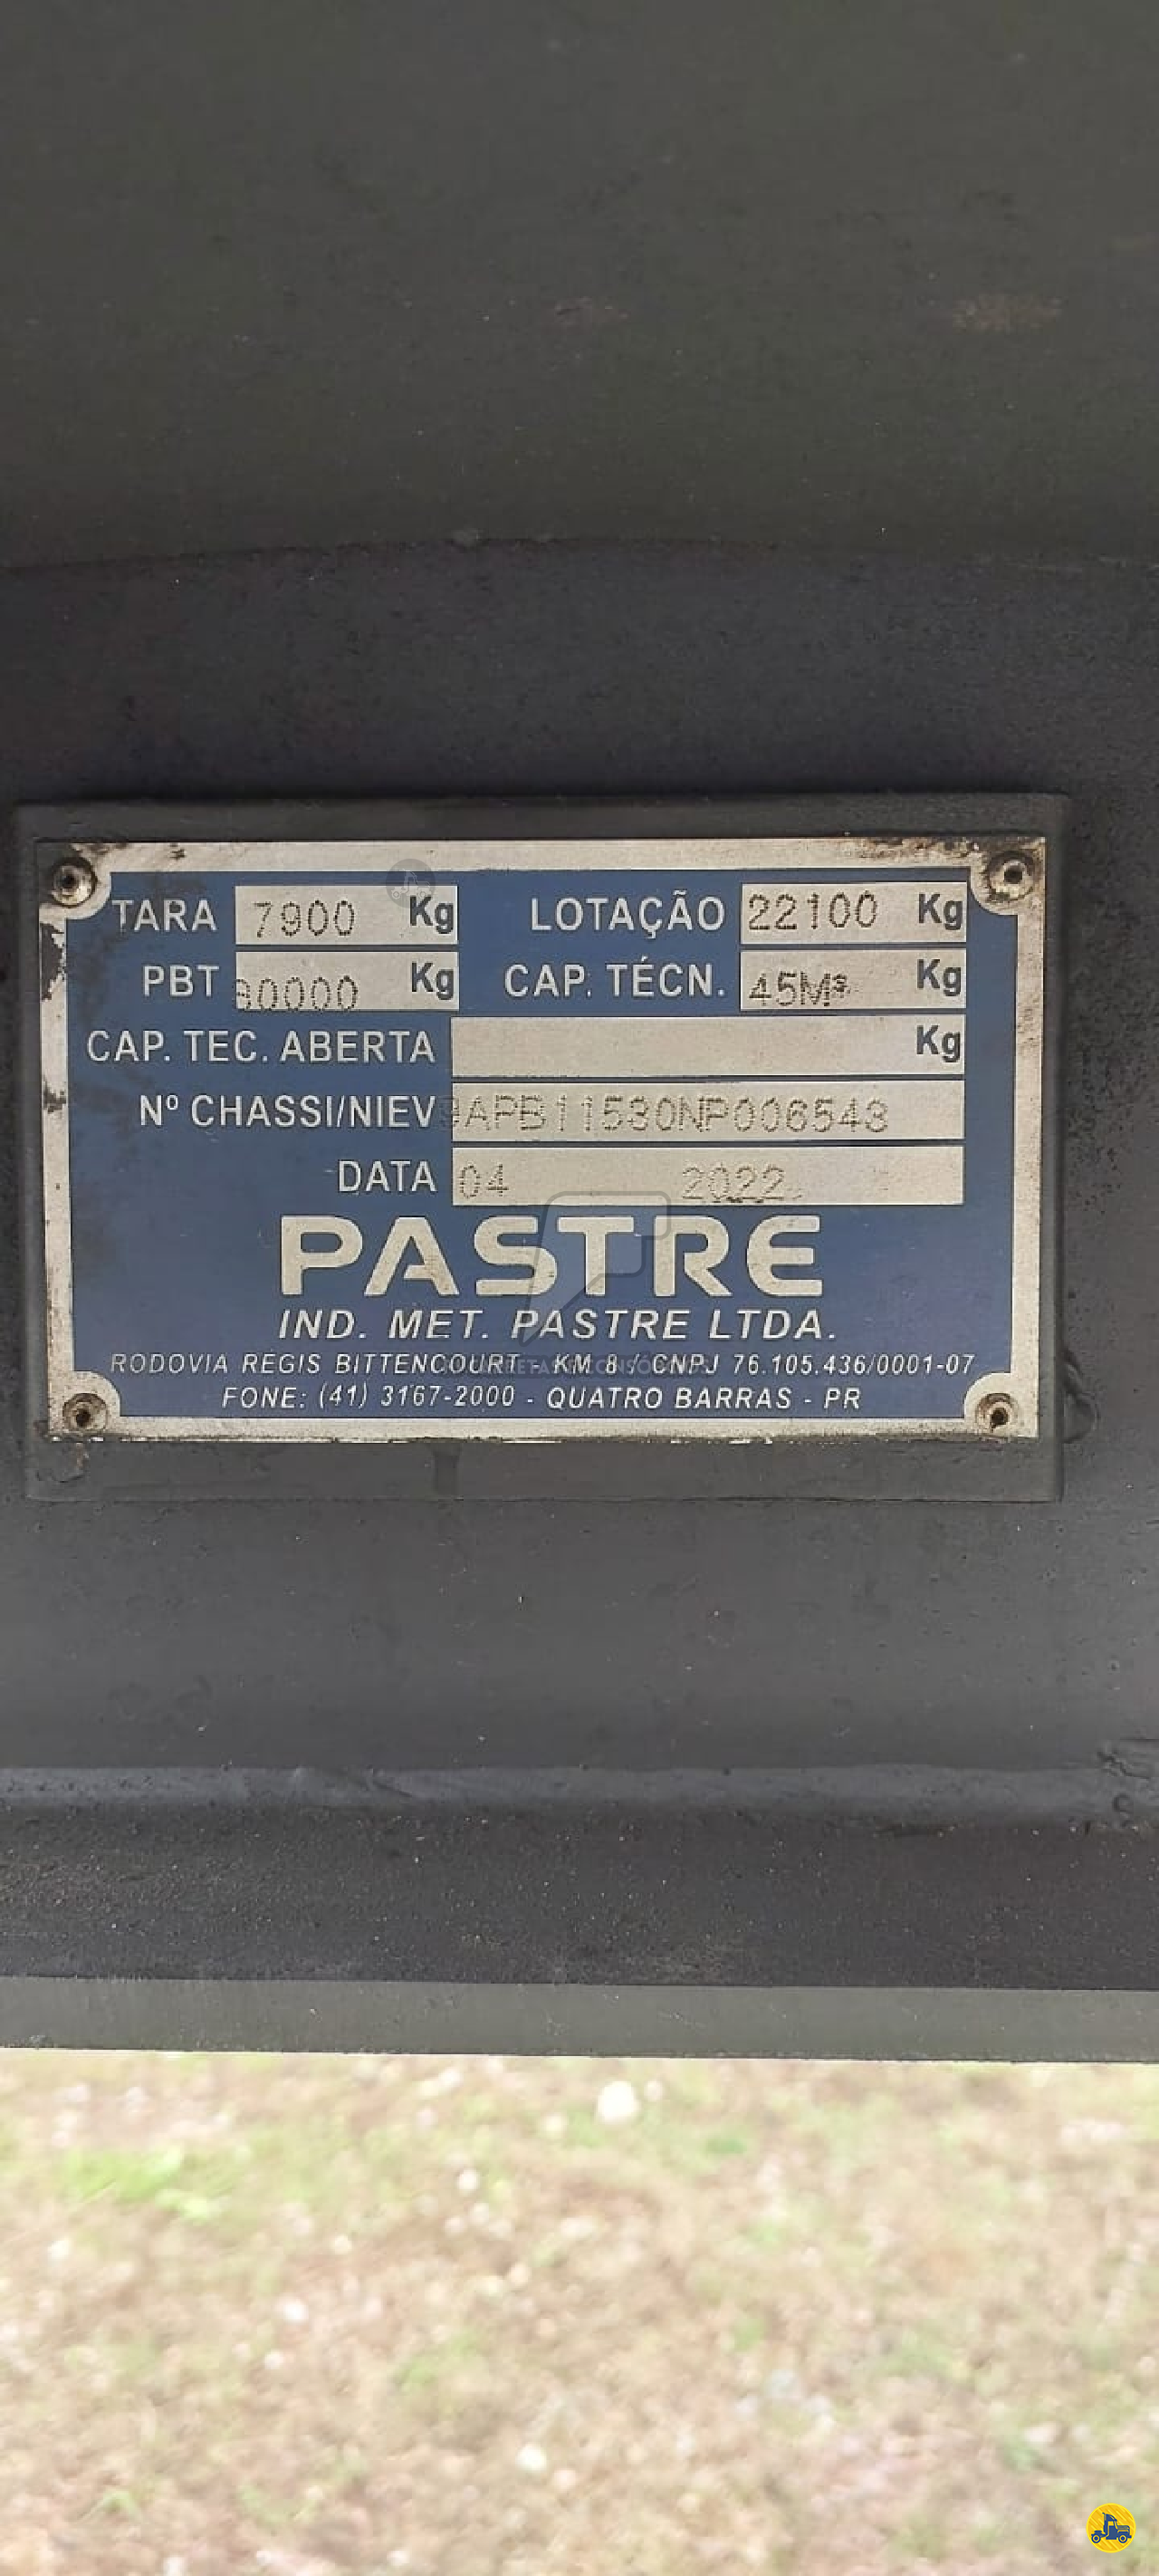 TARA 7900 Kg LOTAÇÃO 22100 Kg
PBT 30000 Kg CAP. TÉCN. 45M³ Kg
CAP. TEC. ABERTA Kg
Nº CHASSI/NIEV 9APB11530NP006543
DATA 04 2022
PASTRE
IND. MET. PASTRE LTDA.
RODOVIA RÉGIS BITTENCOURT - KM 8 / CNPJ 76.105.436/0001-07
FONE: (41) 3167-2000 - QUATRO BARRAS - PR